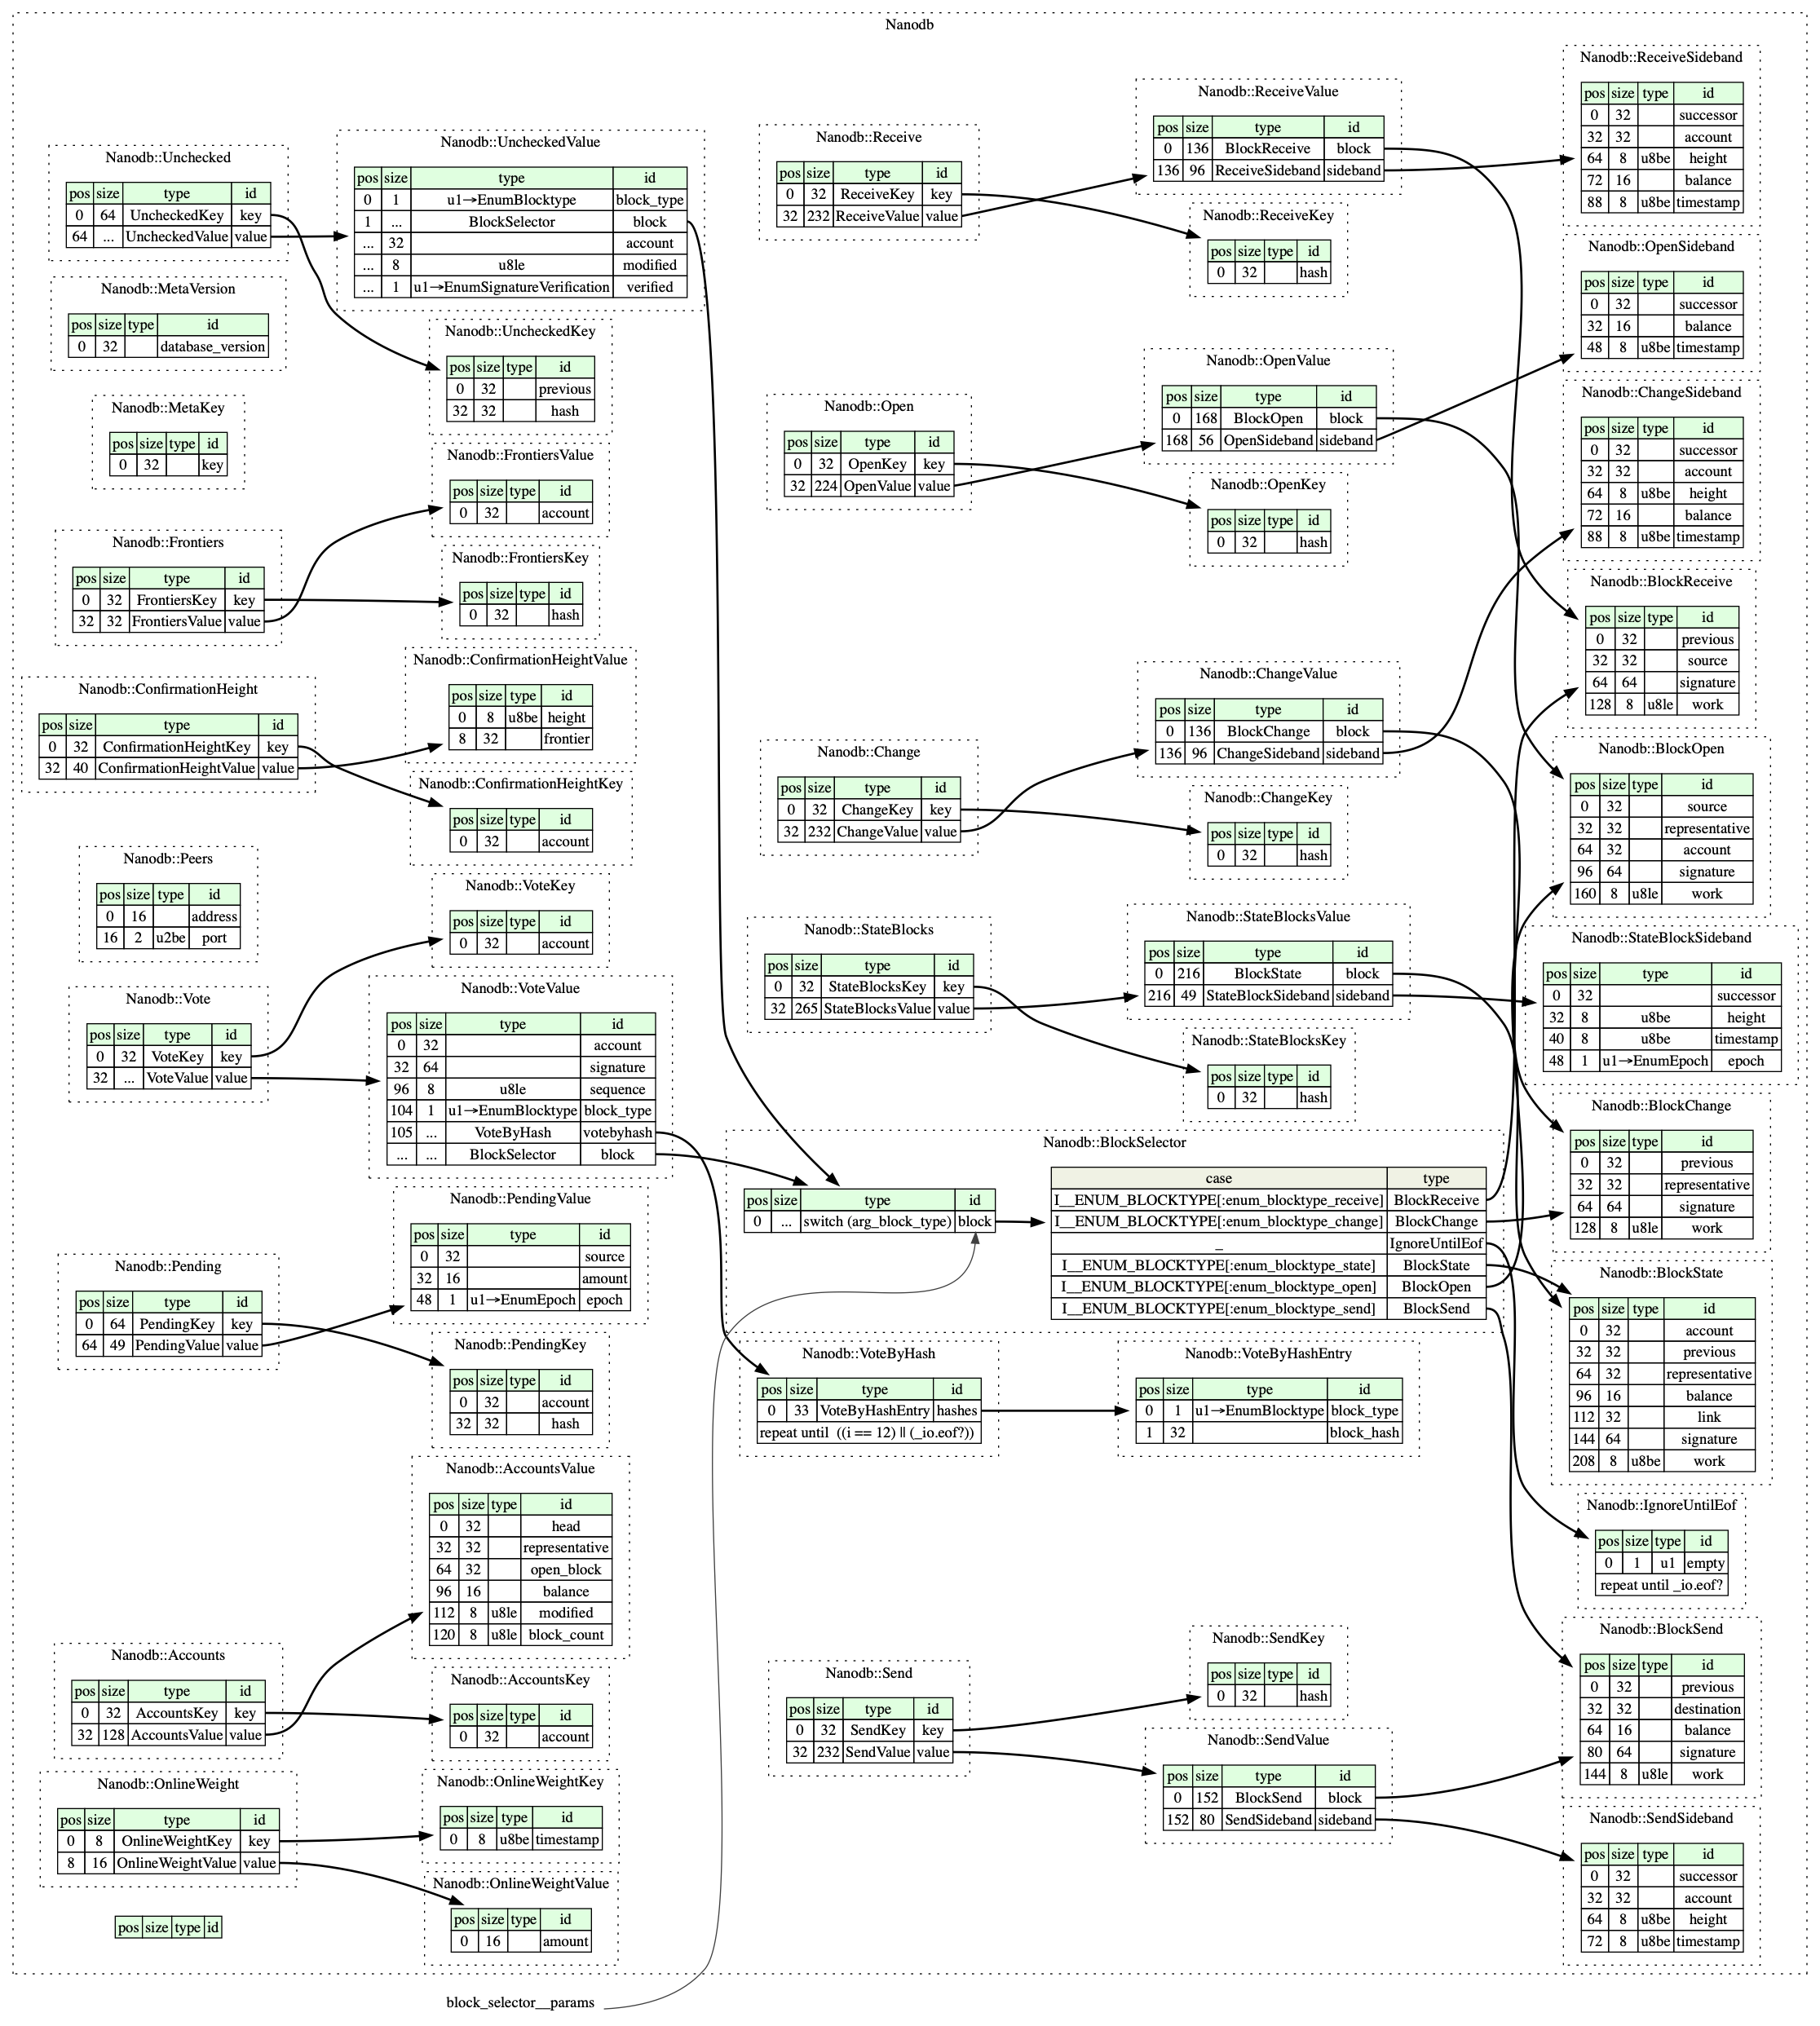 Nanodb
Nanodb::Unchecked
pos size type id
0 64 UncheckedKey key
64 ... UncheckedValue value
Nanodb::MetaVersion
pos size type id
0 32 database_version
Nanodb::MetaKey
pos size type id
0 32 key
Nanodb::Frontiers
pos size type id
0 32 FrontiersKey key
32 32 FrontiersValue value
Nanodb::ConfirmationHeight
pos size type id
0 32 ConfirmationHeightKey key
32 40 ConfirmationHeightValue value
Nanodb::Peers
pos size type id
0 16 address
16 2 u2be port
Nanodb::Vote
pos size type id
0 32 VoteKey key
32 ... VoteValue value
Nanodb::Pending
pos size type id
0 64 PendingKey key
64 49 PendingValue value
Nanodb::Accounts
pos size type id
0 32 AccountsKey key
32 128 AccountsValue value
Nanodb::OnlineWeight
pos size type id
0 8 OnlineWeightKey key
8 16 OnlineWeightValue value
pos size type id
Nanodb::UncheckedValue
pos size type id
0 1 u1→EnumBlocktype block_type
1 ... BlockSelector block
... 32 account
... 8 u8le modified
... 1 u1→EnumSignatureVerification verified
Nanodb::UncheckedKey
pos size type id
0 32 previous
32 32 hash
Nanodb::FrontiersValue
pos size type id
0 32 account
Nanodb::FrontiersKey
pos size type id
0 32 hash
Nanodb::ConfirmationHeightValue
pos size type id
0 8 u8be height
8 32 frontier
Nanodb::ConfirmationHeightKey
pos size type id
0 32 account
Nanodb::VoteKey
pos size type id
0 32 account
Nanodb::VoteValue
pos size type id
0 32 account
32 64 signature
96 8 u8le sequence
104 1 u1→EnumBlocktype block_type
105 ... VoteByHash votebyhash
... ... BlockSelector block
Nanodb::PendingValue
pos size type id
0 32 source
32 16 amount
48 1 u1→EnumEpoch epoch
Nanodb::PendingKey
pos size type id
0 32 account
32 32 hash
Nanodb::AccountsValue
pos size type id
0 32 head
32 32 representative
64 32 open_block
96 16 balance
112 8 u8le modified
120 8 u8le block_count
Nanodb::AccountsKey
pos size type id
0 32 account
Nanodb::OnlineWeightKey
pos size type id
0 8 u8be timestamp
Nanodb::OnlineWeightValue
pos size type id
0 16 amount
block_selector__params
Nanodb::Receive
pos size type id
0 32 ReceiveKey key
32 232 ReceiveValue value
Nanodb::Open
pos size type id
0 32 OpenKey key
32 224 OpenValue value
Nanodb::Change
pos size type id
0 32 ChangeKey key
32 232 ChangeValue value
Nanodb::StateBlocks
pos size type id
0 32 StateBlocksKey key
32 265 StateBlocksValue value
Nanodb::ReceiveValue
pos size type id
0 136 BlockReceive block
136 96 ReceiveSideband sideband
Nanodb::ReceiveKey
pos size type id
0 32 hash
Nanodb::OpenValue
pos size type id
0 168 BlockOpen block
168 56 OpenSideband sideband
Nanodb::OpenKey
pos size type id
0 32 hash
Nanodb::ChangeValue
pos size type id
0 136 BlockChange block
136 96 ChangeSideband sideband
Nanodb::ChangeKey
pos size type id
0 32 hash
Nanodb::StateBlocksValue
pos size type id
0 216 BlockState block
216 49 StateBlockSideband sideband
Nanodb::StateBlocksKey
pos size type id
0 32 hash
Nanodb::BlockSelector
pos size type id
0 ... switch (arg_block_type) block
case type
I__ENUM_BLOCKTYPE[:enum_blocktype_receive] BlockReceive
I__ENUM_BLOCKTYPE[:enum_blocktype_change] BlockChange
_ IgnoreUntilEof
I__ENUM_BLOCKTYPE[:enum_blocktype_state] BlockState
I__ENUM_BLOCKTYPE[:enum_blocktype_open] BlockOpen
I__ENUM_BLOCKTYPE[:enum_blocktype_send] BlockSend
Nanodb::VoteByHash
pos size type id
0 33 VoteByHashEntry hashes
repeat until ((i == 12) || (_io.eof?))
Nanodb::VoteByHashEntry
pos size type id
0 1 u1→EnumBlocktype block_type
1 32 block_hash
Nanodb::Send
pos size type id
0 32 SendKey key
32 232 SendValue value
Nanodb::SendKey
pos size type id
0 32 hash
Nanodb::SendValue
pos size type id
0 152 BlockSend block
152 80 SendSideband sideband
Nanodb::ReceiveSideband
pos size type id
0 32 successor
32 32 account
64 8 u8be height
72 16 balance
88 8 u8be timestamp
Nanodb::OpenSideband
pos size type id
0 32 successor
32 16 balance
48 8 u8be timestamp
Nanodb::ChangeSideband
pos size type id
0 32 successor
32 32 account
64 8 u8be height
72 16 balance
88 8 u8be timestamp
Nanodb::BlockReceive
pos size type id
0 32 previous
32 32 source
64 64 signature
128 8 u8le work
Nanodb::BlockOpen
pos size type id
0 32 source
32 32 representative
64 32 account
96 64 signature
160 8 u8le work
Nanodb::StateBlockSideband
pos size type id
0 32 successor
32 8 u8be height
40 8 u8be timestamp
48 1 u1→EnumEpoch epoch
Nanodb::BlockChange
pos size type id
0 32 previous
32 32 representative
64 64 signature
128 8 u8le work
Nanodb::BlockState
pos size type id
0 32 account
32 32 previous
64 32 representative
96 16 balance
112 32 link
144 64 signature
208 8 u8be work
Nanodb::IgnoreUntilEof
pos size type id
0 1 u1 empty
repeat until _io.eof?
Nanodb::BlockSend
pos size type id
0 32 previous
32 32 destination
64 16 balance
80 64 signature
144 8 u8le work
Nanodb::SendSideband
pos size type id
0 32 successor
32 32 account
64 8 u8be height
72 8 u8be timestamp